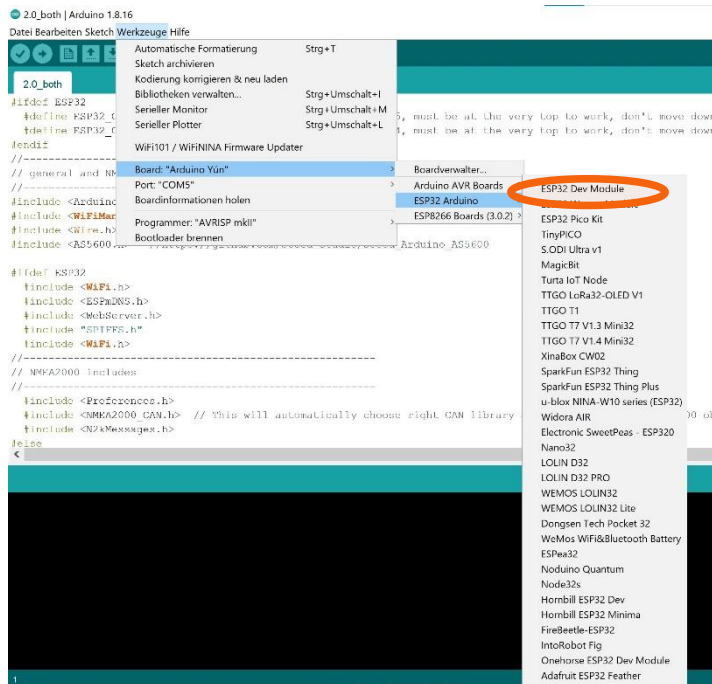 2.0_both | Arduino 1.8.16
Datei Bearbeiten Sketch Werkzeuge Hilfe
Automatische Formatierung Strg+T
Sketch archivieren
Kodierung korrigieren & neu laden
Bibliotheken verwalten... Strg+Umschalt+I
Serieller Monitor Strg+Umschalt+M
Serieller Plotter Strg+Umschalt+L
WiFi101 / WiFiNINA Firmware Updater
Board: "Arduino Yún"
Port: "COM5"
Boardinformationen holen
Programmer: "AVRISP mkII"
Bootloader brennen
Boardverwalter...
Arduino AVR Boards
ESP32 Arduino
ESP8266 Boards (3.0.2)
ESP32 Dev Module
ESP32 Pico Kit
TinyPICO
S.ODI Ultra v1
MagicBit
Turta IoT Node
TTGO LoRa32-OLED V1
TTGO T1
TTGO T7 V1.3 Mini32
TTGO T7 V1.4 Mini32
XinaBox CW02
SparkFun ESP32 Thing
SparkFun ESP32 Thing Plus
u-blox NINA-W10 series (ESP32)
Widora AIR
Electronic SweetPeas - ESP320
Nano32
LOLIN D32
LOLIN D32 PRO
WEMOS LOLIN32
WEMOS LOLIN32 Lite
Dongsen Tech Pocket 32
WeMos WiFi&Bluetooth Battery
ESPea32
Noduino Quantum
Node32s
Hornbill ESP32 Dev
Hornbill ESP32 Minima
FireBeetle-ESP32
IntoRobot Fig
Onehorse ESP32 Dev Module
Adafruit ESP32 Feather
2.0_both
#ifdef ESP32
#define ESP32 must be at the very top to work, don't move down
#define ESP32 must be at the very top to work, don't move down
#endif
//
// general and
//
#include <Arduino
#include <WiFiMan
#include <Wire.h>
#include <AS5600.h> Arduino_AS5600
#ifdef ESP32
#include <WiFi.h>
#include <ESPmDNS.h>
#include <WebServer.h>
#include "SPIFFS.h"
#include <WiFi.h>
//----------------------------------------------------
// NMEA2000 includes
//----------------------------------------------------
#include <Preferences.h>
#include <NMEA2000_CAN.h> // This will automatically choose right CAN library
#include <N2kMessages.h>
#else
1